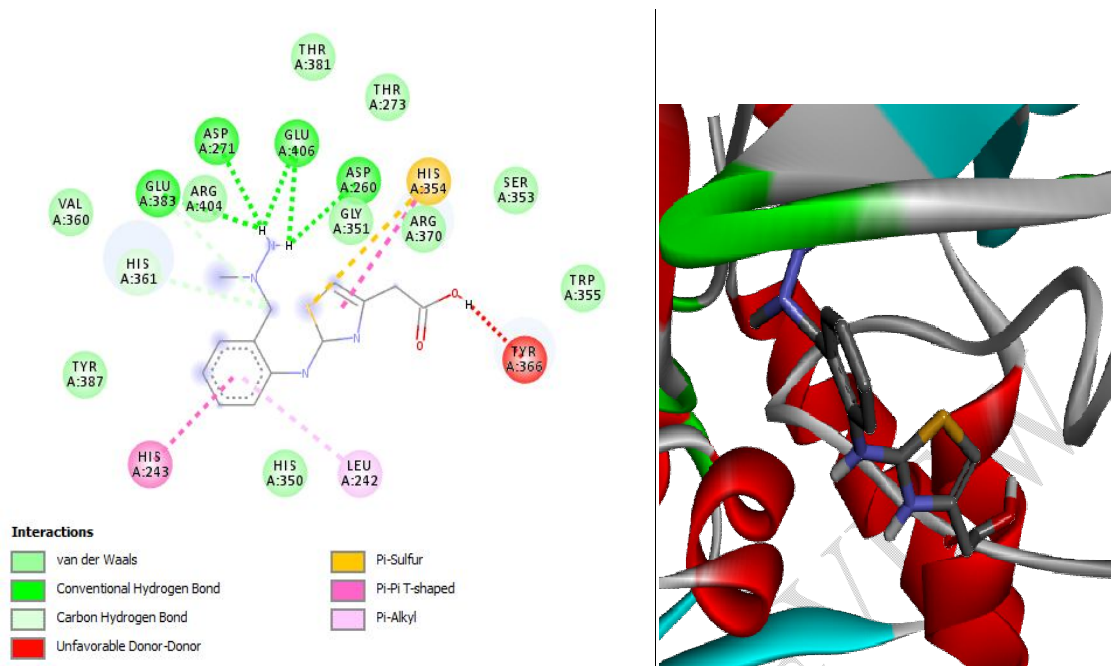 THR
A:381
THR
A:273
ASP
A:271
GLU
A:406
GLU
A:383
ARG
A:404
ASP
A:260
HIS
A:354
SER
A:353
VAL
A:360
GLY
A:351
ARG
A:370
H
N
H
HIS
A:361
N
TRP
A:355
S
O
H
N
O
TYR
A:366
TYR
A:387
N
HIS
A:243
HIS
A:350
LEU
A:242
Interactions
van der Waals
Conventional Hydrogen Bond
Carbon Hydrogen Bond
Unfavorable Donor-Donor
Pi-Sulfur
Pi-Pi T-shaped
Pi-Alkyl